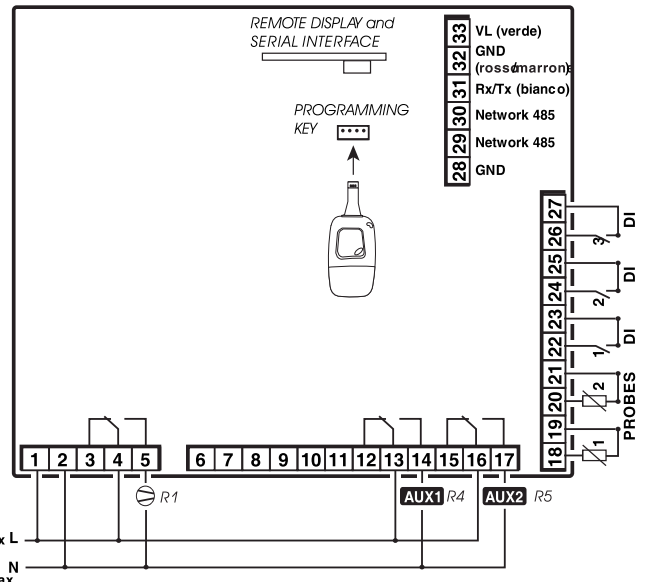 REMOTE DISPLAY and
SERIAL INTERFACE
PROGRAMMING
KEY
33 VL (verde)
32 GND
(rosso/marrone)
31 Rx/Tx (bianco)
30 Network 485
29 Network 485
28 GND
27
26
25
24
23
22
21
20
19
18
3 DI
2 DI
1 DI
2
1
PROBES
1 2 3 4 5
6 7 8 9 10 11 12 13 14 15 16 17
R1
AUX1 R4
AUX2 R5
x L
N
ax